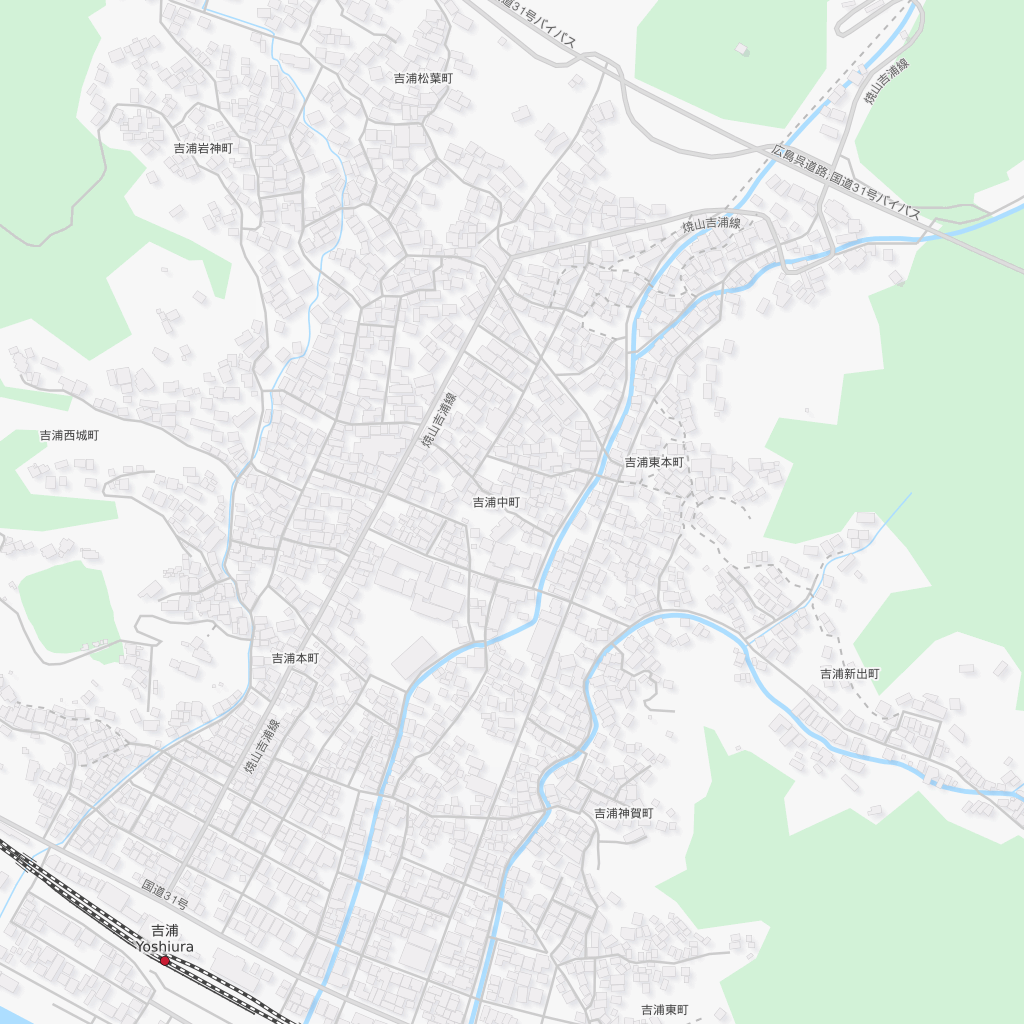 国道31号バイパス
吉浦松葉町
焼山吉浦線
吉浦岩神町
広島呉道路;国道31号バイパス
焼山吉浦線
焼山吉浦線
吉浦西城町
吉浦東本町
吉浦中町
吉浦本町
吉浦新出町
焼山吉浦線
吉浦神賀町
国道31号
吉浦
Yoshiura
吉浦東町